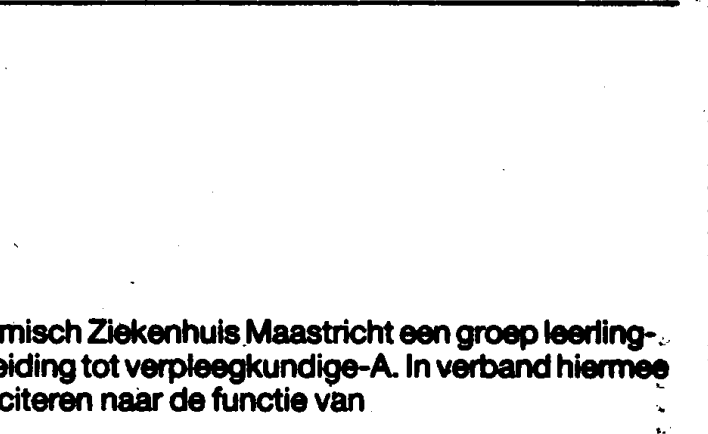 misch Ziekenhuis Maastricht een groep leerling-
eiding tot verpleegkundige-A. In verband hiermee
citeren naar de functie van